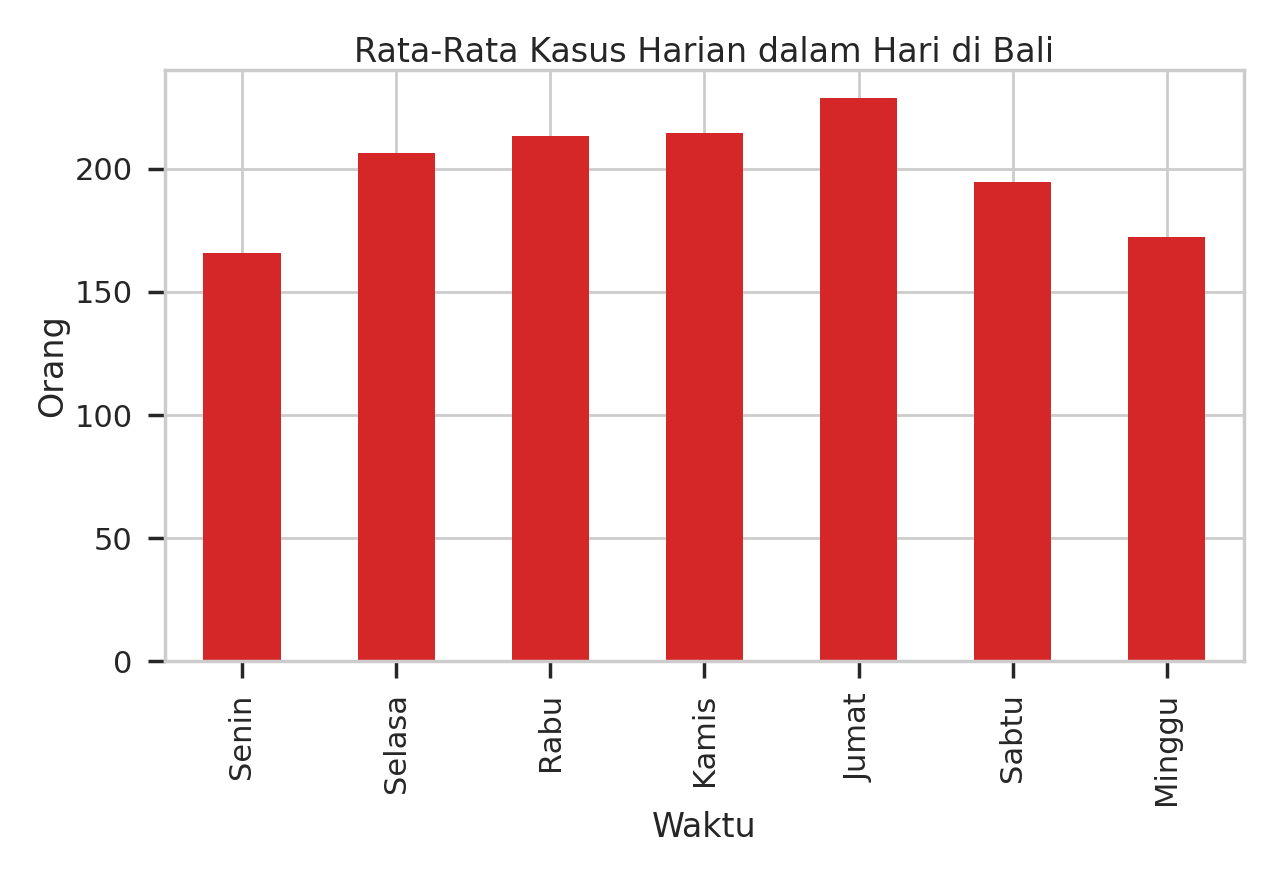 Rata-Rata Kasus Harian dalam Hari di Bali
Orang
200
150
100
50
0
Senin
Selasa
Rabu
Kamis
Jumat
Sabtu
Minggu
Waktu